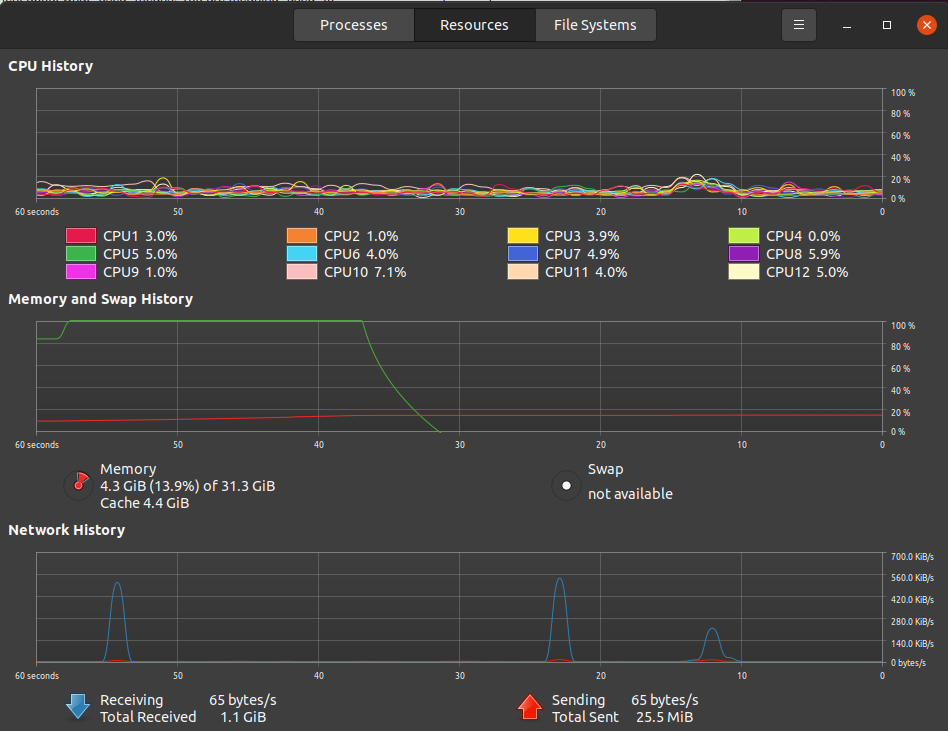 Processes Resources File Systems
CPU History
100 %
80 %
60 %
40 %
20 %
0 %
60 seconds 50 40 30 20 10 0
CPU1 3.0% CPU2 1.0% CPU3 3.9% CPU4 0.0%
CPU5 5.0% CPU6 4.0% CPU7 4.9% CPU8 5.9%
CPU9 1.0% CPU10 7.1% CPU11 4.0% CPU12 5.0%
Memory and Swap History
100 %
80 %
60 %
40 %
20 %
0 %
60 seconds 50 40 30 20 10 0
Memory Swap
4.3 GiB (13.9%) of 31.3 GiB not available
Cache 4.4 GiB
Network History
700.0 KiB/s
560.0 KiB/s
420.0 KiB/s
280.0 KiB/s
140.0 KiB/s
0 bytes/s
60 seconds 50 40 30 20 10 0
Receiving 65 bytes/s Sending 65 bytes/s
Total Received 1.1 GiB Total Sent 25.5 MiB